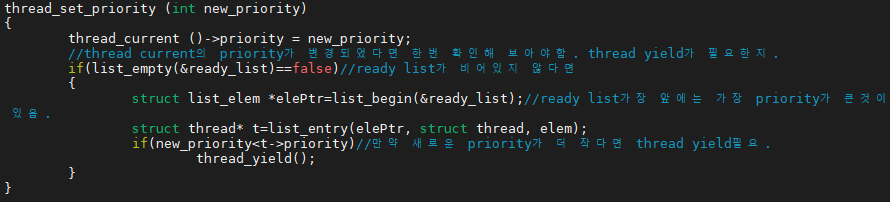 thread_set_priority (int new_priority)
{
        thread_current ()->priority = new_priority;
        //thread current의 priority가 변경되었다면 한번 확인해 보아야함. thread yield가 필요한지.
        if(list_empty(&ready_list)==false)//ready list가 비어있지 않다면
        {
                struct list_elem *elePtr=list_begin(&ready_list);//ready list가장 앞에는 가장 priority가 큰것이
 있음.
                struct thread* t=list_entry(elePtr, struct thread, elem);
                if(new_priority<t->priority)//만약 새로운 priority가 더 작다면 thread yield필요.
                        thread_yield();
        }
}